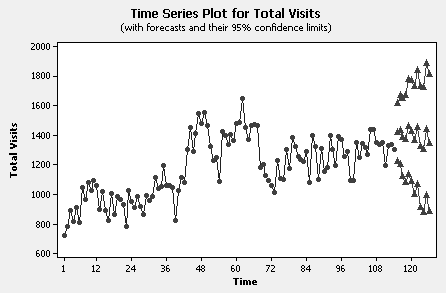 Time Series Plot for Total Visits
(with forecasts and their 95% confidence limits)
2000
1800
1600
1400
1200
1000
800
600
Total Visits
1 12 24 36 48 60 72 84 96 108 120
Time